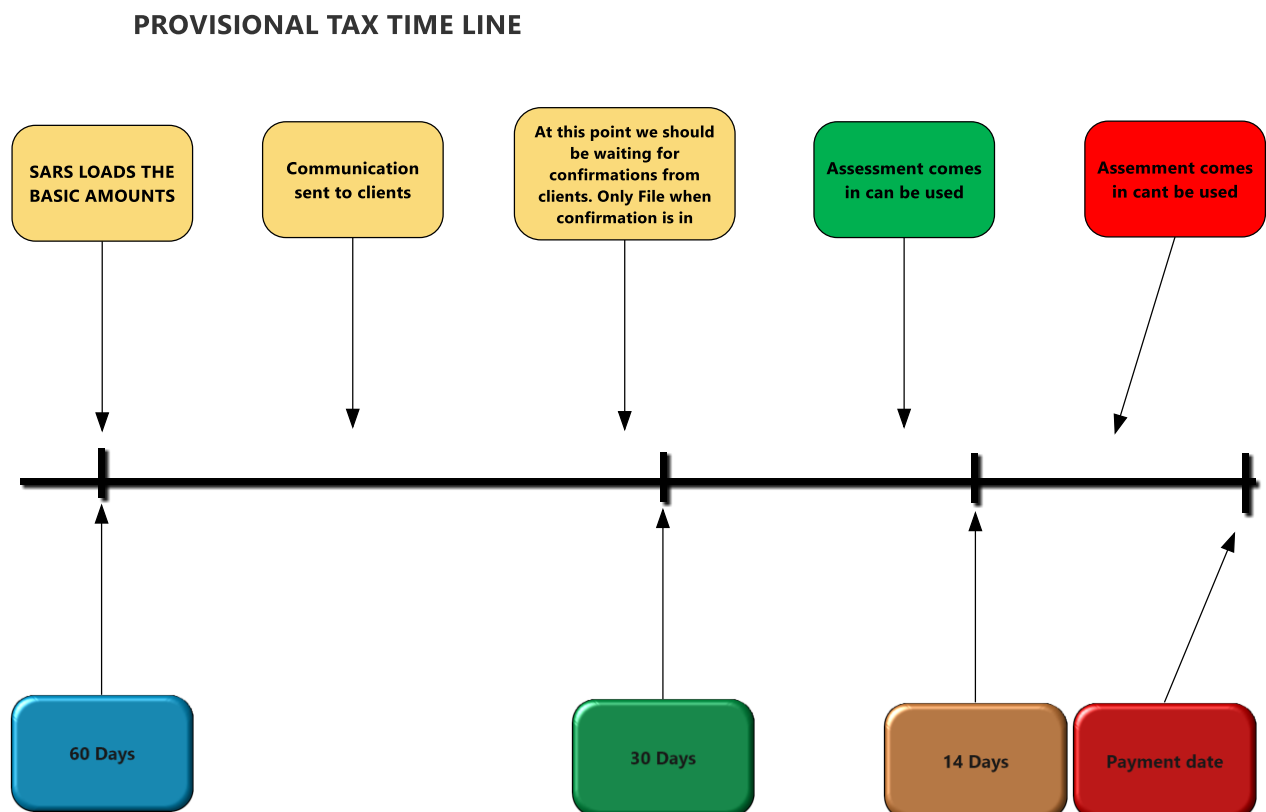 PROVISIONAL TAX TIME LINE
SARS LOADS THE
BASIC AMOUNTS
Communication
sent to clients
At this point we should
be waiting for
confirmations from
clients. Only File when
confirmation is in
Assessment comes
in can be used
Assemment comes
in cant be used
60 Days
30 Days
14 Days
Payment date